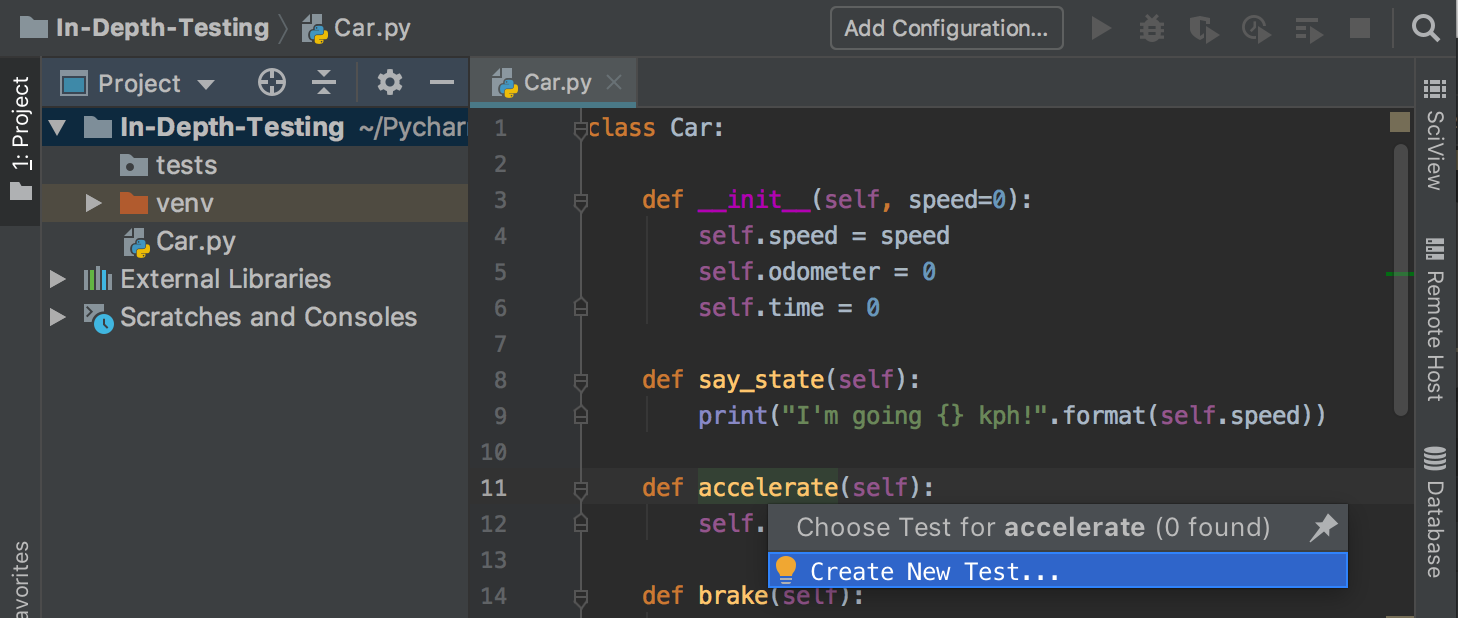 In-Depth-Testing Car.py Add Configuration...
1: Project
Project
In-Depth-Testing ~/Pychar
tests
venv
Car.py
External Libraries
Scratches and Consoles
avorites
Car.py
1 class Car:
2
3 def __init__(self, speed=0):
4 self.speed = speed
5 self.odometer = 0
6 self.time = 0
7
8 def say_state(self):
9 print("I'm going {} kph!".format(self.speed))
10
11 def accelerate(self):
12 self.
Choose Test for accelerate (0 found)
Create New Test...
13
14 def brake(self):
SciView
Remote Host
Database